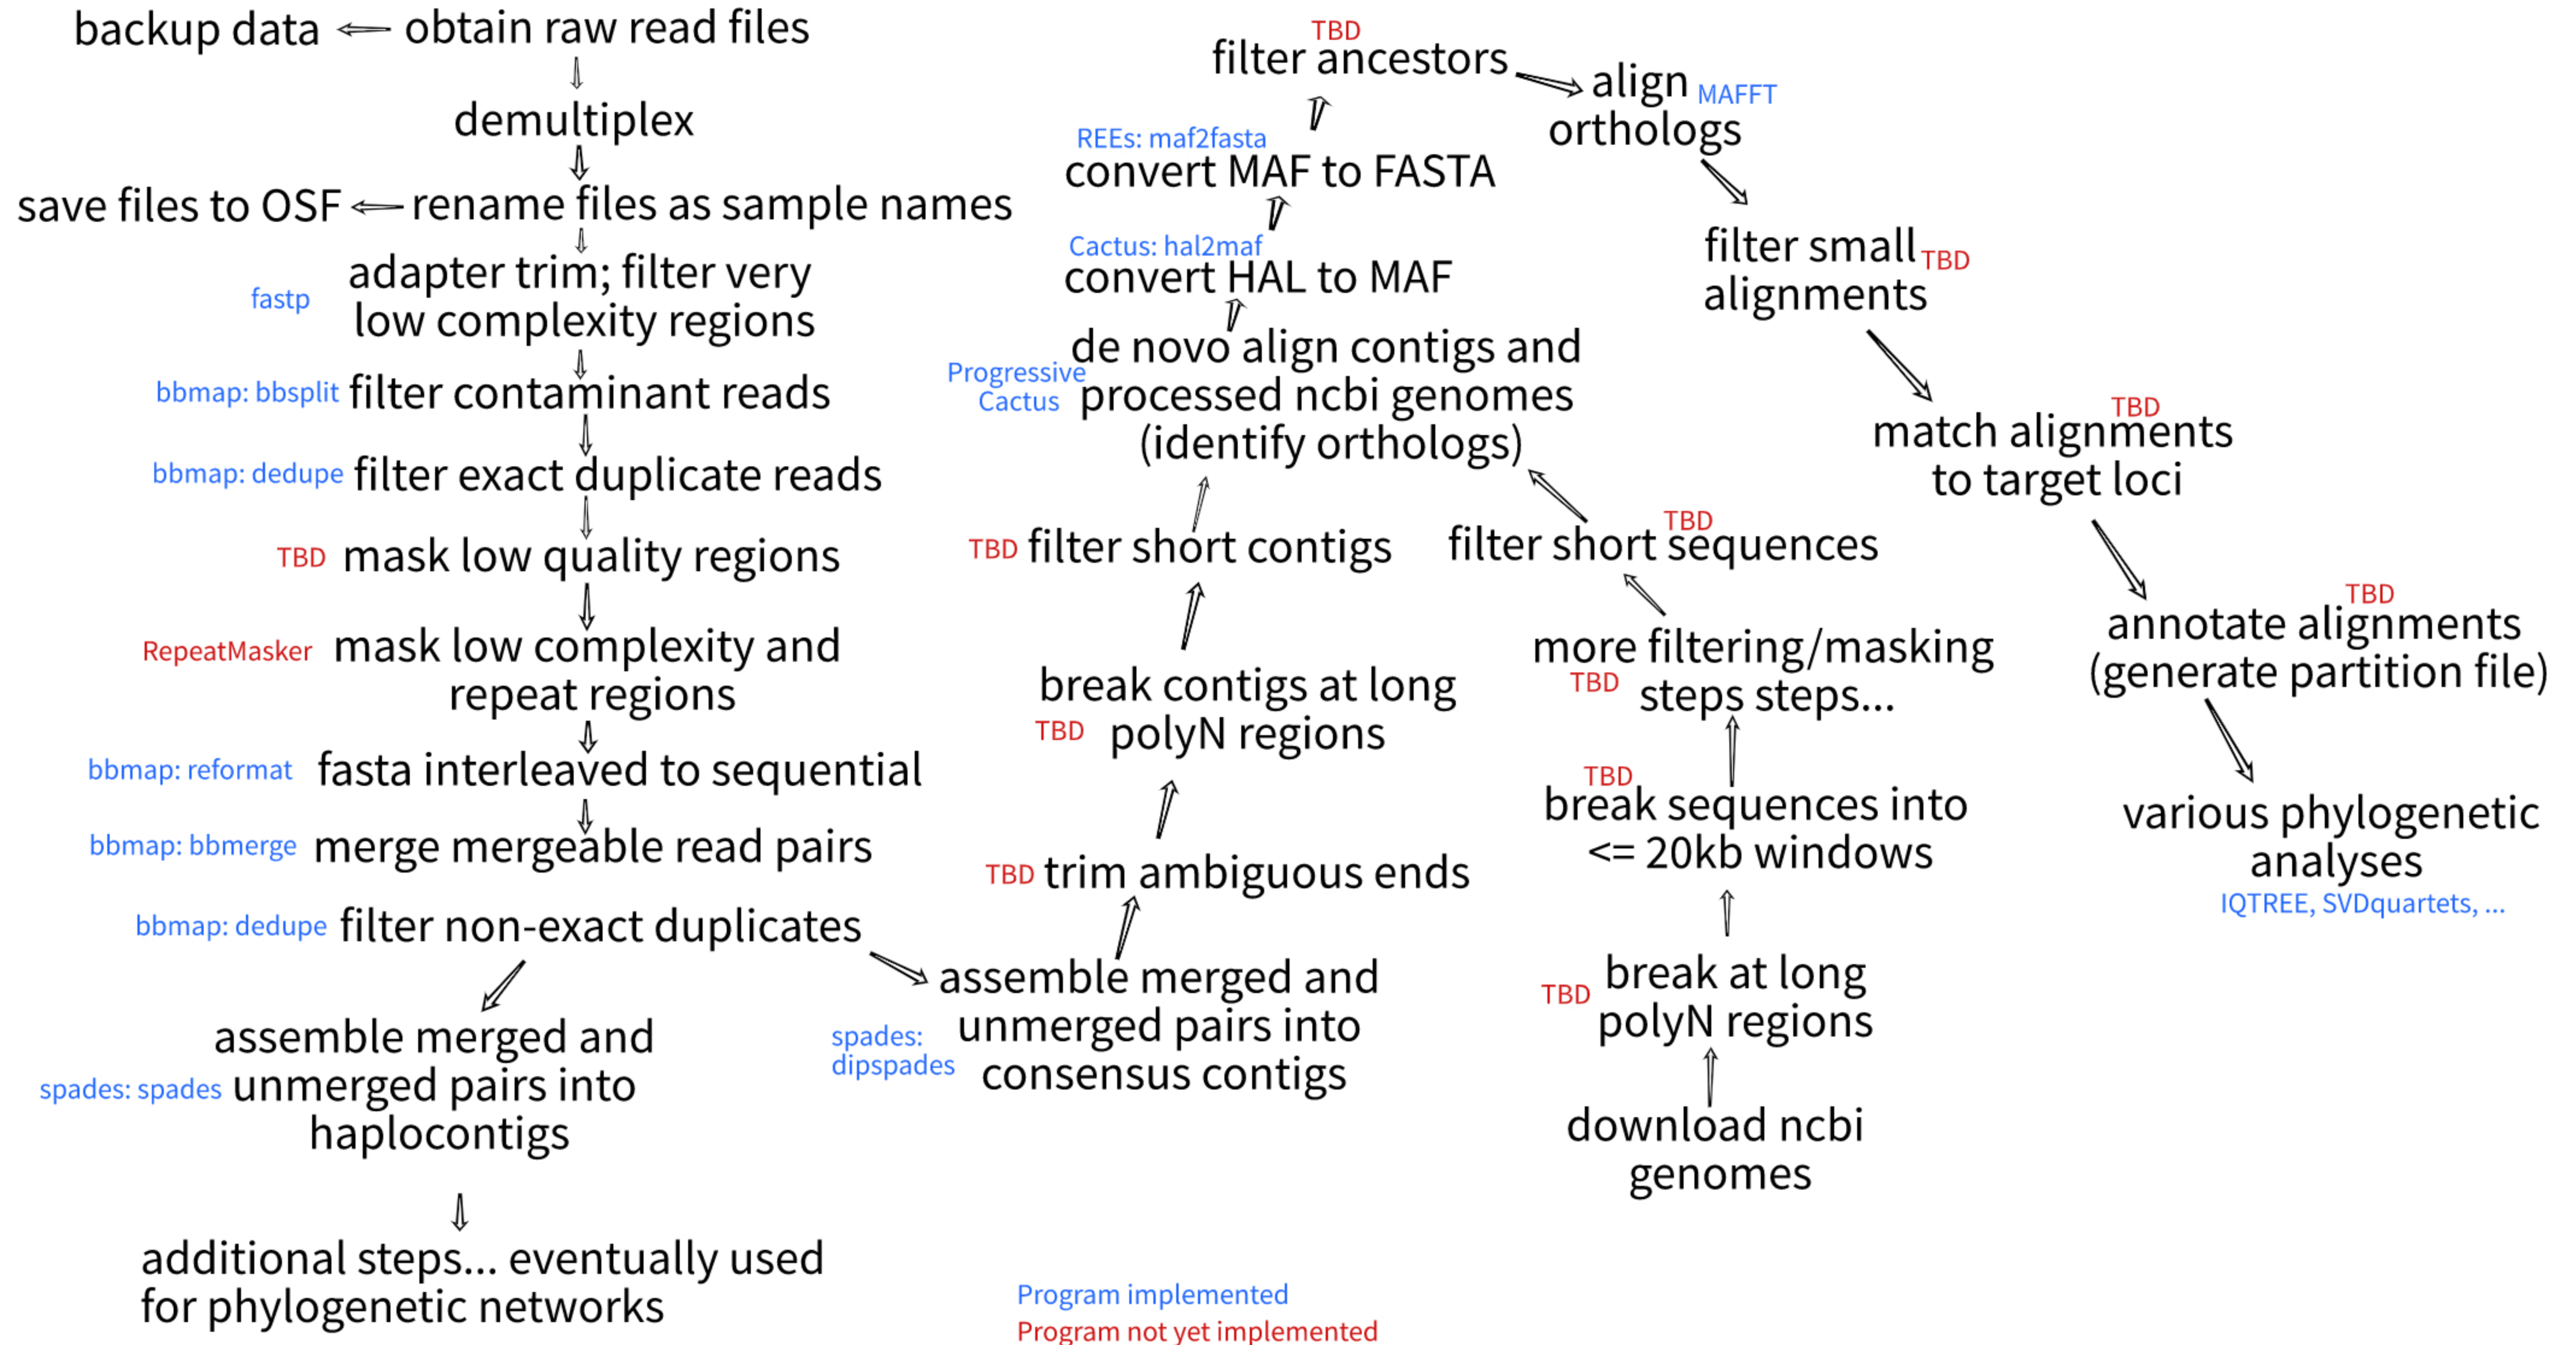 backup data
obtain raw read files
demultiplex
save files to OSF
rename files as sample names
fastp
adapter trim; filter very
low complexity regions
bbmap: bbsplit
filter contaminant reads
bbmap: dedupe
filter exact duplicate reads
TBD
mask low quality regions
RepeatMasker
mask low complexity and
repeat regions
bbmap: reformat
fasta interleaved to sequential
bbmap: bbmerge
merge mergeable read pairs
bbmap: dedupe
filter non-exact duplicates
spades: spades
assemble merged and
unmerged pairs into
haplocontigs
additional steps... eventually used
for phylogenetic networks
spades:
dipspades
assemble merged and
unmerged pairs into
consensus contigs
TBD
trim ambiguous ends
break contigs at long
TBD
polyN regions
TBD
filter short contigs
Progressive
Cactus
de novo align contigs and
processed ncbi genomes
(identify orthologs)
Cactus: hal2maf
convert HAL to MAF
REEs: maf2fasta
convert MAF to FASTA
TBD
filter ancestors
download ncbi
genomes
TBD
break at long
polyN regions
TBD
break sequences into
<= 20kb windows
more filtering/masking
TBD
steps steps...
TBD
filter short sequences
align
MAFFT
orthologs
filter small
TBD
alignments
TBD
match alignments
to target loci
TBD
annotate alignments
(generate partition file)
various phylogenetic
analyses
IQTREE, SVDquartets, ...
Program implemented
Program not yet implemented